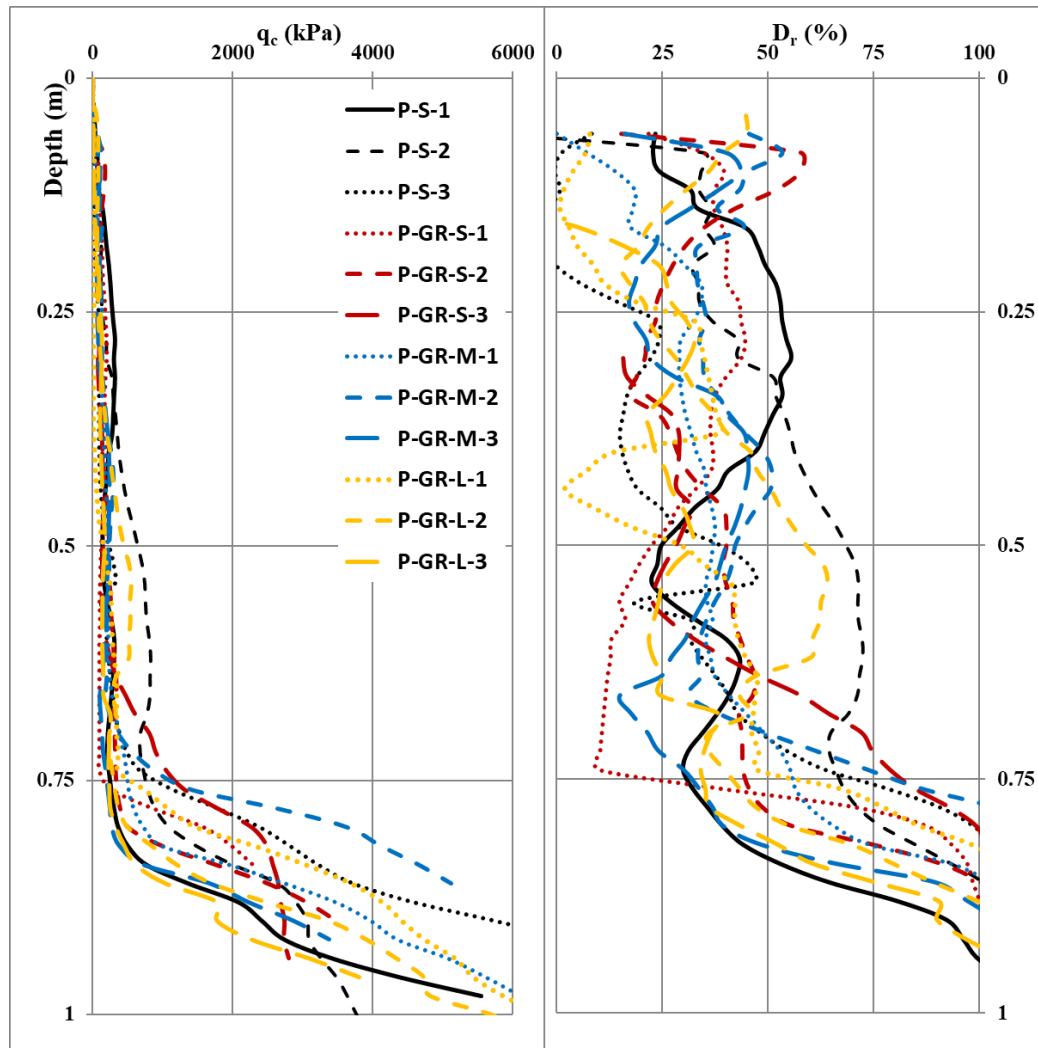 q_c (kPa)
0 2000 4000 6000
D_r (%)
0 25 50 75 100
Depth (m)
0
0.25
0.5
0.75
1
P-S-1
P-S-2
P-S-3
P-GR-S-1
P-GR-S-2
P-GR-S-3
P-GR-M-1
P-GR-M-2
P-GR-M-3
P-GR-L-1
P-GR-L-2
P-GR-L-3
0
0.25
0.5
0.75
1